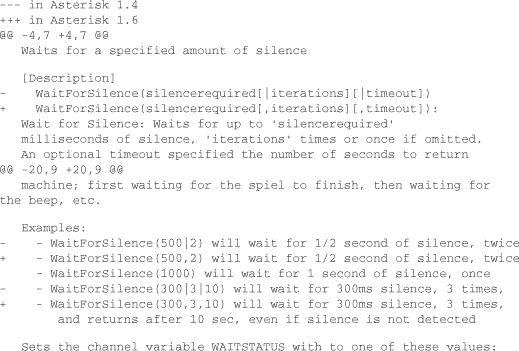 --- in Asterisk 1.4
+++ in Asterisk 1.6
@@ -4,7 +4,7 @@
   Waits for a specified amount of silence

   [Description]
-    WaitForSilence(silencerequired[|iterations][|timeout])
+    WaitForSilence(silencerequired[,iterations][,timeout]):
   Wait for Silence: Waits for up to 'silencerequired'
   milliseconds of silence, 'iterations' times or once if omitted.
   An optional timeout specified the number of seconds to return
@@ -20,9 +20,9 @@
   machine; first waiting for the spiel to finish, then waiting for
the beep, etc.

   Examples:
-    - WaitForSilence(500|2) will wait for 1/2 second of silence, twice
+    - WaitForSilence(500,2) will wait for 1/2 second of silence, twice
     - WaitForSilence(1000) will wait for 1 second of silence, once
-    - WaitForSilence(300|3|10) will wait for 300ms silence, 3 times,
+    - WaitForSilence(300,3,10) will wait for 300ms silence, 3 times,
        and returns after 10 sec, even if silence is not detected

   Sets the channel variable WAITSTATUS with to one of these values: